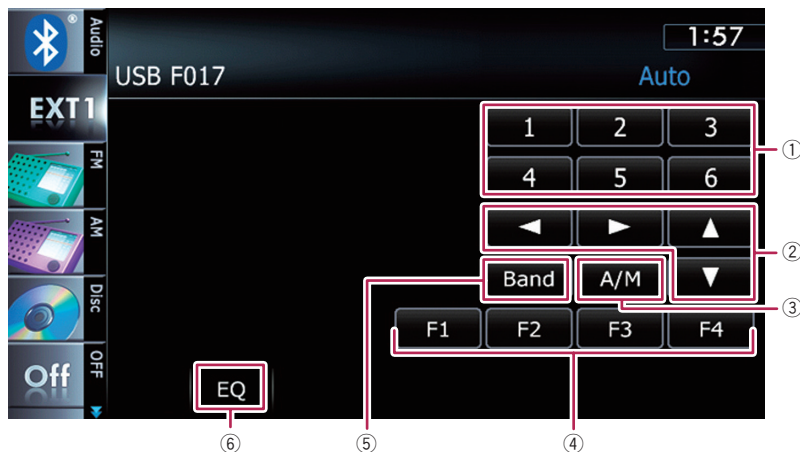 Audio
®
1:57
USB F017
Auto
EXT1
1 2 3
①
FM
4 5 6
AM
②
Band A/M
③
Disc
F1 F2 F3 F4
Off
OFF
EQ
⑥ ⑤ ④